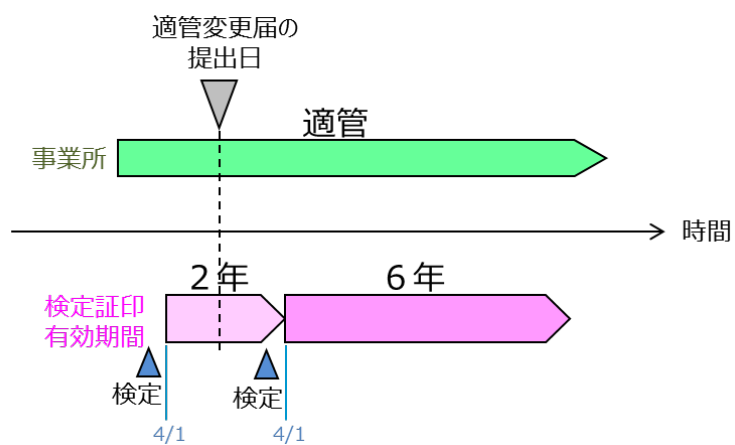 適管変更届の
提出日
適管
事業所
時間
２年
６年
検定証印
有効期間
検定
検定
4/1
4/1